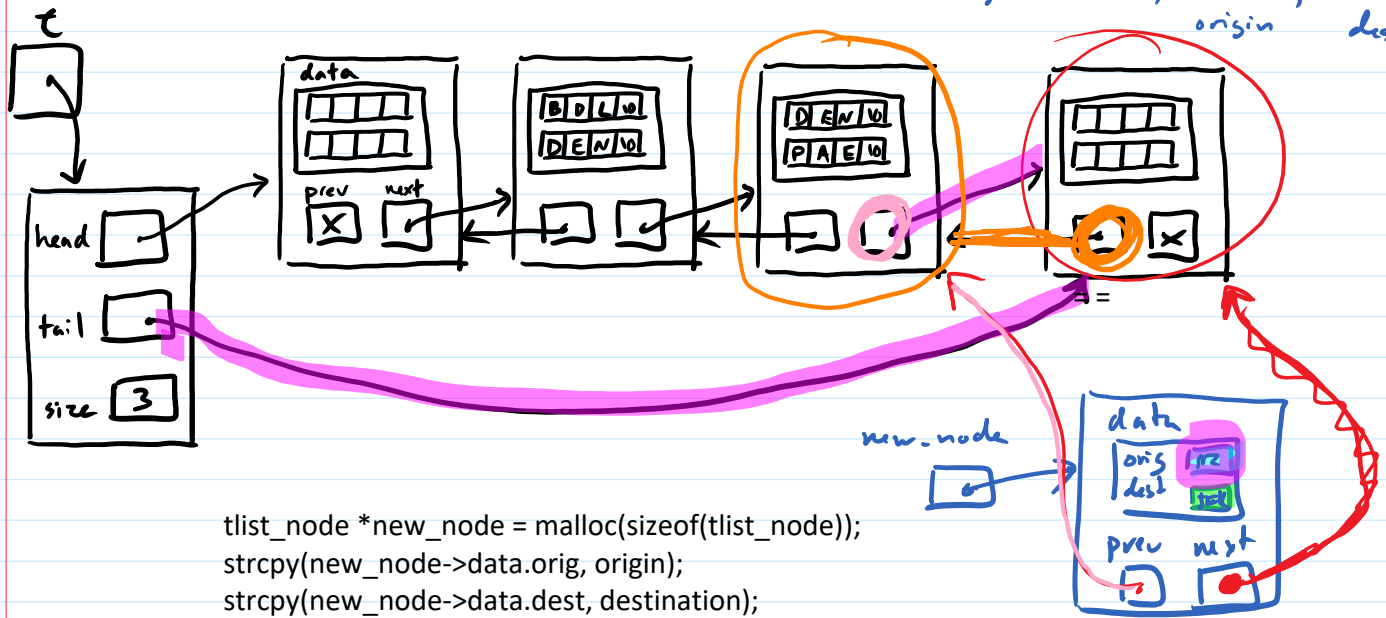 origin
t
data
B D L \0
D E N \0
D E N \0
P A E \0
prev next
X
X
head
tail
size 3
= =
new_node
data
orig
dest
prev next
tlist_node *new_node = malloc(sizeof(tlist_node));
strcpy(new_node->data.orig, origin);
strcpy(new_node->data.dest, destination);